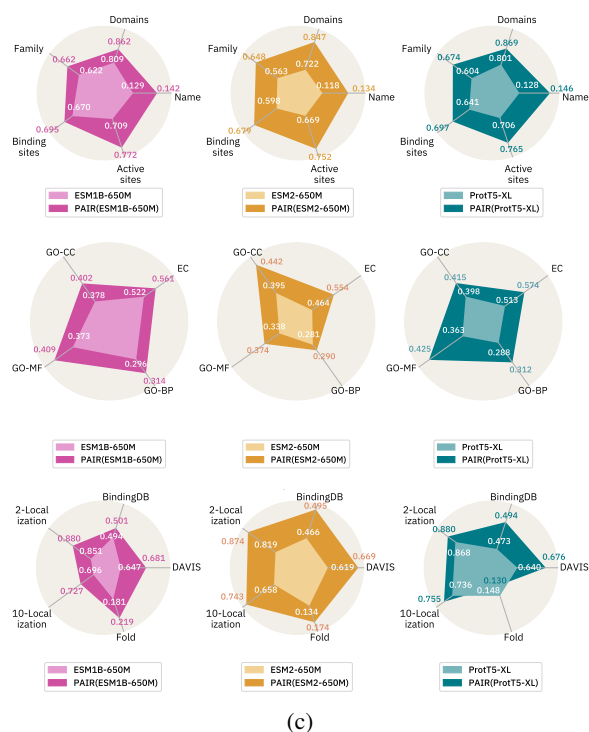 Domains
0.862
Family
0.662
0.809
0.622
0.129
0.142
Name
0.670
0.695
0.709
Binding
sites
0.772
Active
sites
ESM1B-650M
PAIR(ESM1B-650M)
Domains
0.847
Family
0.648
0.722
0.563
0.118
0.134
Name
0.598
0.679
0.669
Binding
sites
0.752
Active
sites
ESM2-650M
PAIR(ESM2-650M)
Domains
0.869
Family
0.674
0.801
0.604
0.128
0.146
Name
0.641
0.697
0.706
Binding
sites
0.765
Active
sites
ProtT5-XL
PAIR(ProtT5-XL)
GO-CC
0.402
EC
0.561
0.378
0.522
0.373
0.409
0.296
GO-MF
0.314
GO-BP
ESM1B-650M
PAIR(ESM1B-650M)
GO-CC
0.442
EC
0.395
0.554
0.464
0.338
0.281
0.374
0.290
GO-MF
GO-BP
ESM2-650M
PAIR(ESM2-650M)
GO-CC
0.415
EC
0.574
0.398
0.513
0.363
0.425
0.288
GO-MF
0.312
GO-BP
ProtT5-XL
PAIR(ProtT5-XL)
BindingDB
0.501
2-Local
ization
0.880
0.494
0.851
0.681
0.647
DAVIS
0.696
0.727
0.181
10-Local
ization
0.219
Fold
ESM1B-650M
PAIR(ESM1B-650M)
BindingDB
0.495
2-Local
ization
0.874
0.466
0.819
0.669
0.619
DAVIS
0.658
0.743
0.134
10-Local
ization
0.174
Fold
ESM2-650M
PAIR(ESM2-650M)
BindingDB
0.494
2-Local
ization
0.880
0.473
0.868
0.676
0.640
DAVIS
0.736
0.130
0.148
0.755
10-Local
ization
Fold
ProtT5-XL
PAIR(ProtT5-XL)
(c)